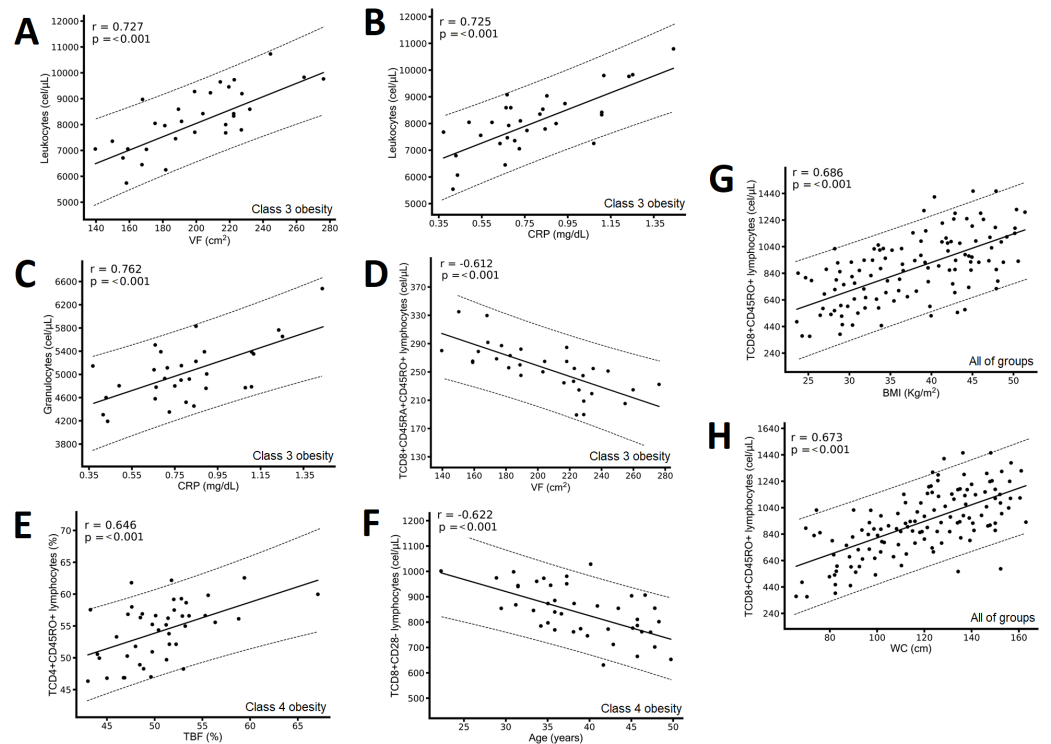 A
r = 0.727
p =<0.001
Leukocytes (cel/µL)
12000
11000
10000
9000
8000
7000
6000
5000
140 160 180 200 220 240 260 280
VF (cm²)
Class 3 obesity
B
r = 0.725
p =<0.001
Leukocytes (cel/µL)
12000
11000
10000
9000
8000
7000
6000
5000
0.35 0.55 0.75 0.95 1.15 1.35
CRP (mg/dL)
Class 3 obesity
C
r = 0.762
p =<0.001
Granulocytes (cel/µL)
6600
6200
5800
5400
5000
4600
4200
3800
0.35 0.55 0.75 0.95 1.15 1.35
CRP (mg/dL)
Class 3 obesity
D
r = -0.612
p =<0.001
TCD8+CD45RA+CD45RO+ lymphocytes (cel/µL)
370
330
290
250
210
170
130
140 160 180 200 220 240 260 280
VF (cm²)
Class 3 obesity
E
r = 0.646
p =<0.001
TCD4+CD45RO+ lymphocytes (%)
70
65
60
55
50
45
45 50 55 60 65
TBF (%)
Class 4 obesity
F
r = -0.622
p =<0.001
TCD8+CD28- lymphocytes (cel/µL)
1200
1100
1000
900
800
700
600
500
25 30 35 40 45 50
Age (years)
Class 4 obesity
G
r = 0.686
p =<0.001
TCD8+CD45RO+ lymphocytes (cel/µL)
1440
1240
1040
840
640
440
240
25 30 35 40 45 50
BMI (Kg/m²)
All of groups
H
r = 0.673
p =<0.001
TCD8+CD45RO+ lymphocytes (cel/µL)
1640
1440
1240
1040
840
640
440
240
80 100 120 140 160
WC (cm)
All of groups